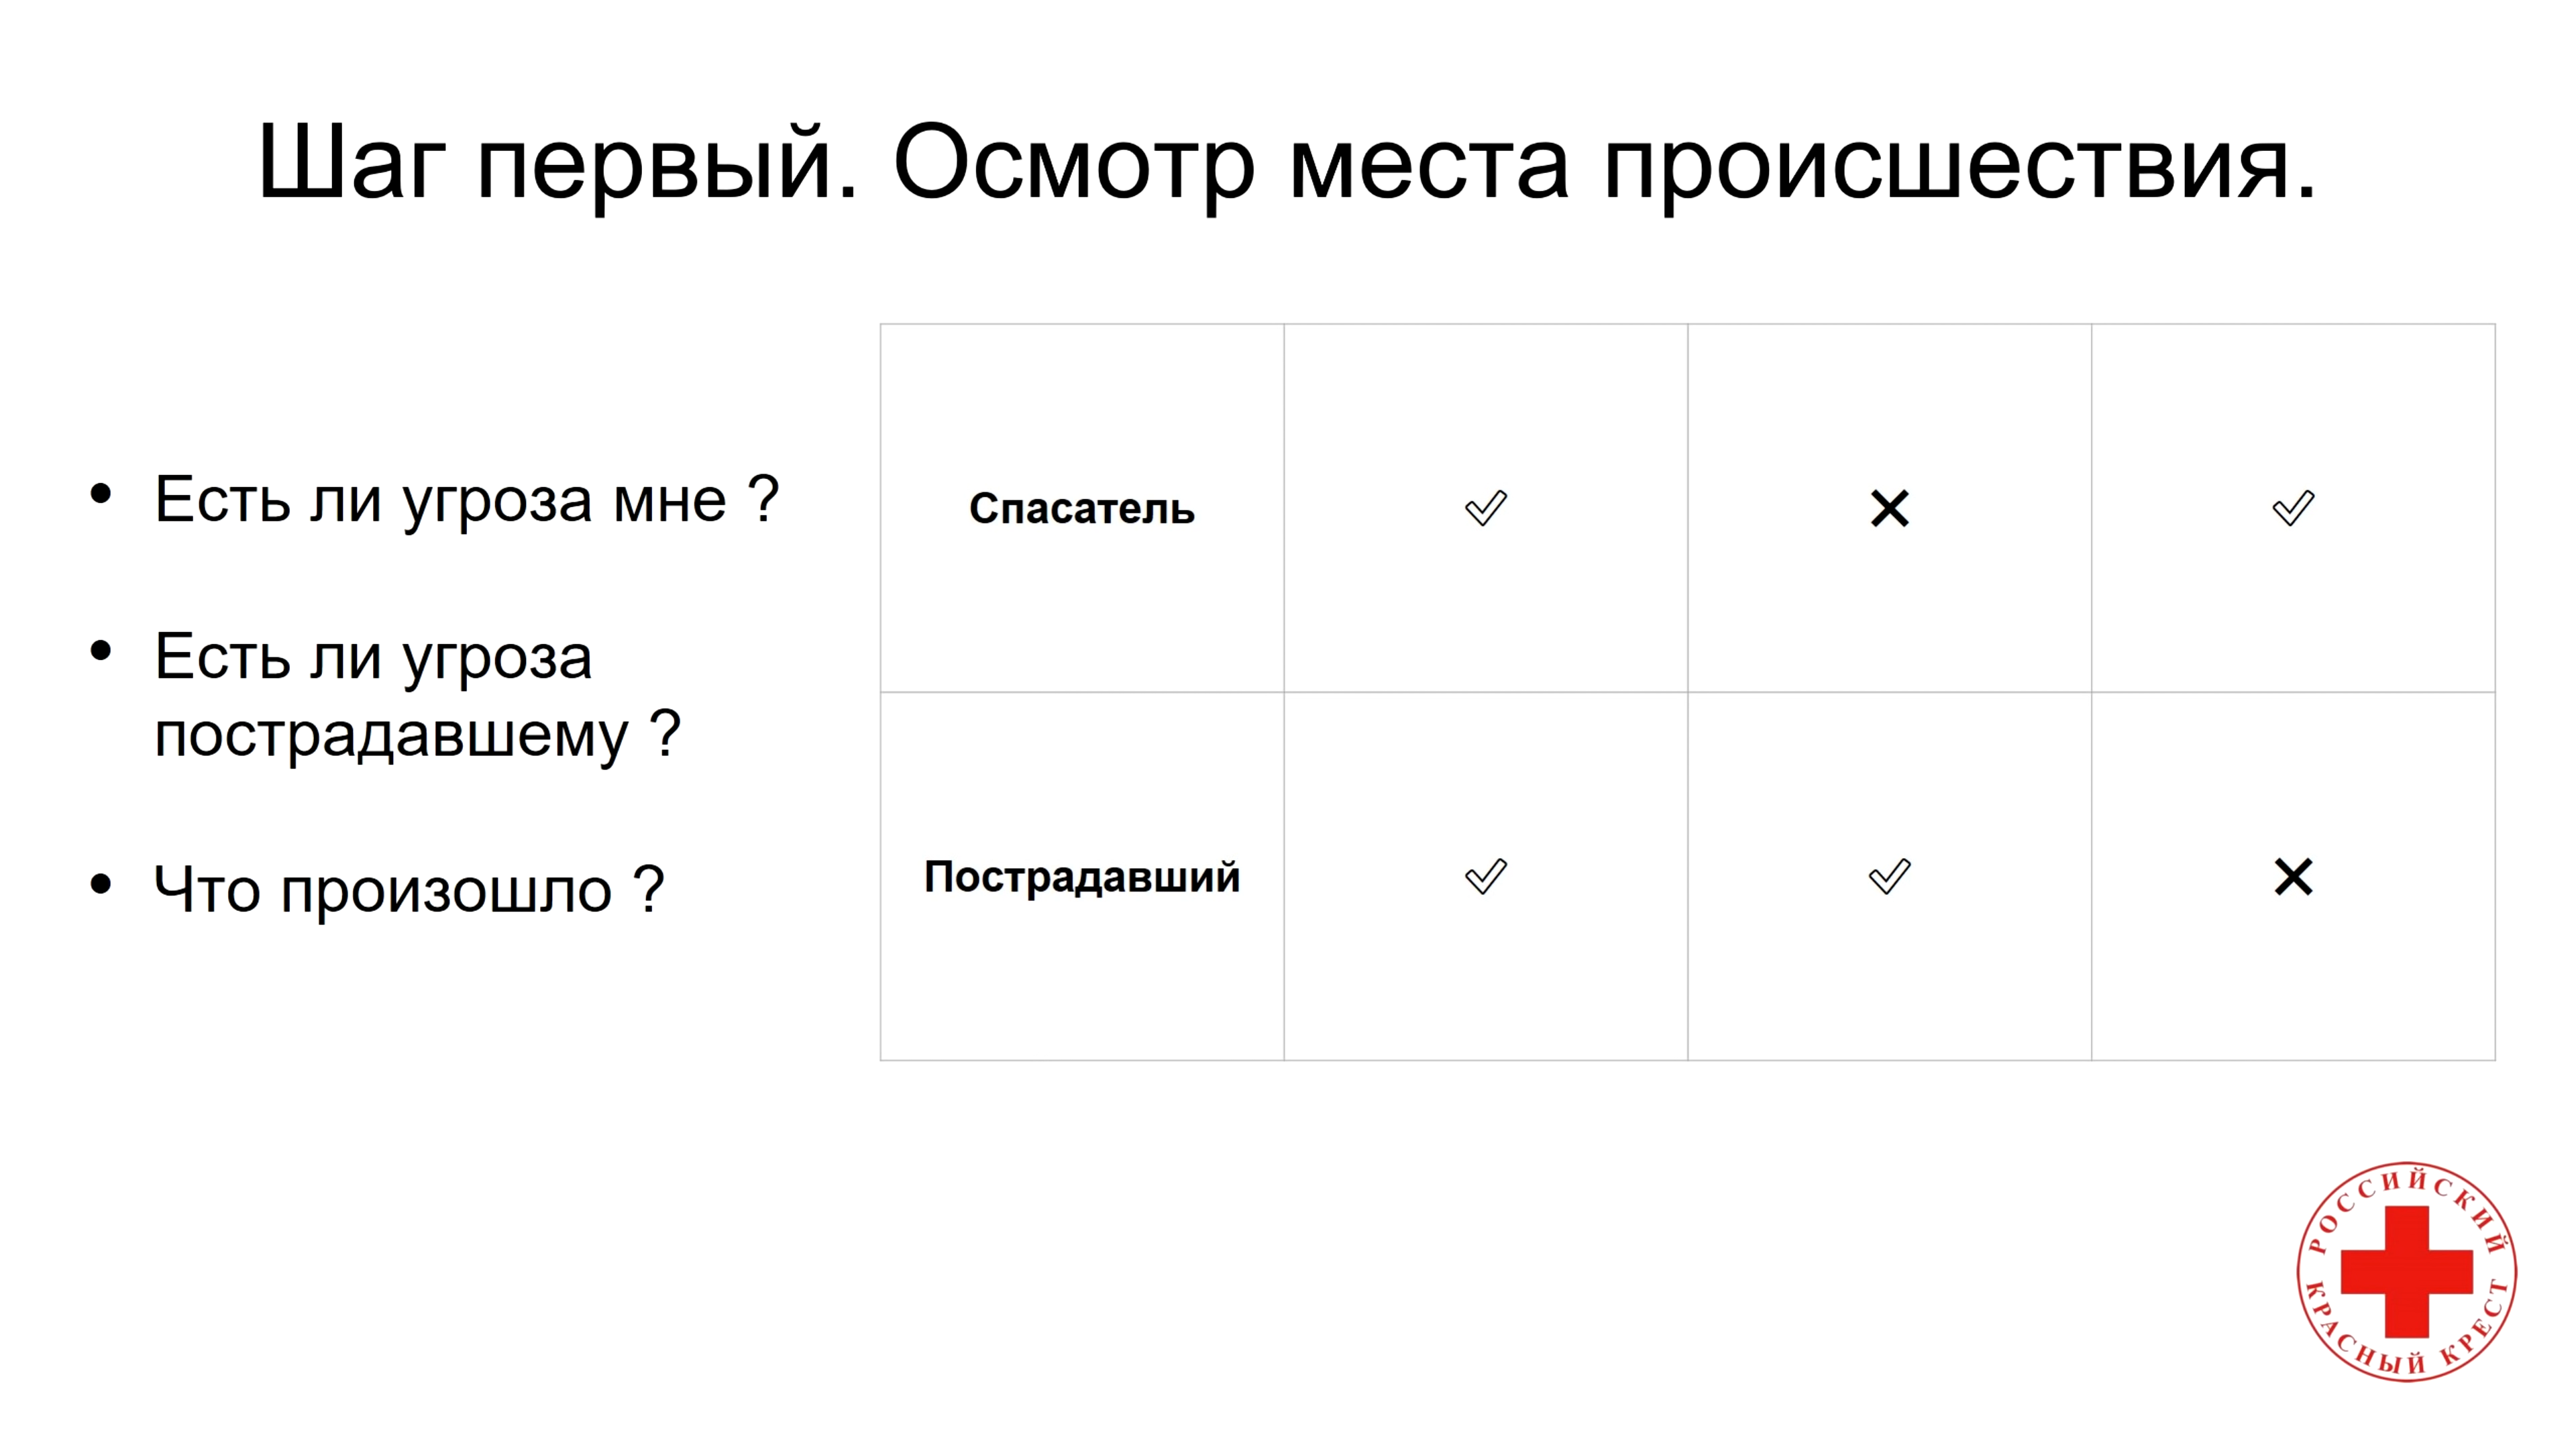 Шаг первый. Осмотр места происшествия.
• Есть ли угроза мне ?
• Есть ли угроза
пострадавшему ?
• Что произошло ?
Спасатель ✓ ✕ ✓
Пострадавший ✓ ✓ ✕
РОССИЙСКИЙ
КРАСНЫЙ КРЕСТ